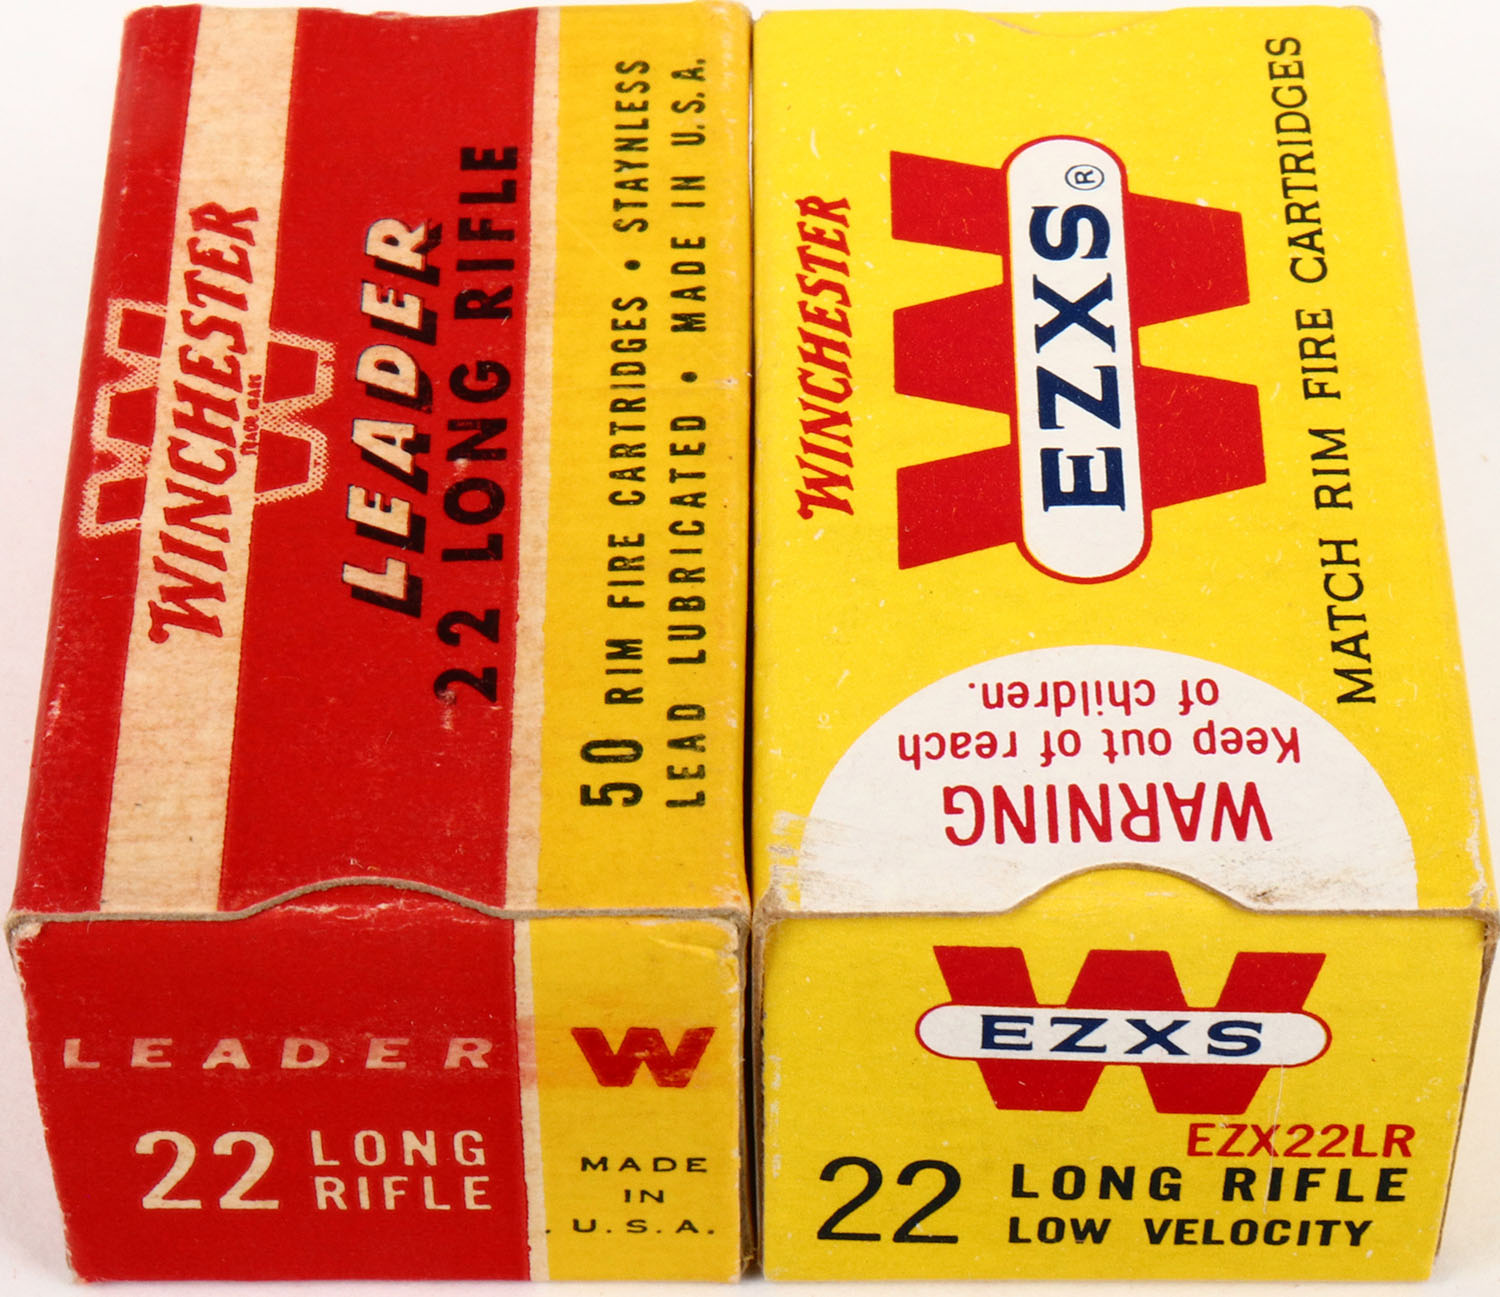 WINCHESTER
TRADE MARK
LEADER
22 LONG RIFLE
50 RIM FIRE CARTRIDGES • STAYNLESS
LEAD LUBRICATED • MADE IN U.S.A.
LEADER
22 LONG
RIFLE
W
MADE
IN
U.S.A.
WINCHESTER
W
EZXS®
MATCH RIM FIRE CARTRIDGES
WARNING
Keep out of reach
of children.
W
EZXS
EZX22LR
22 LONG RIFLE
LOW VELOCITY